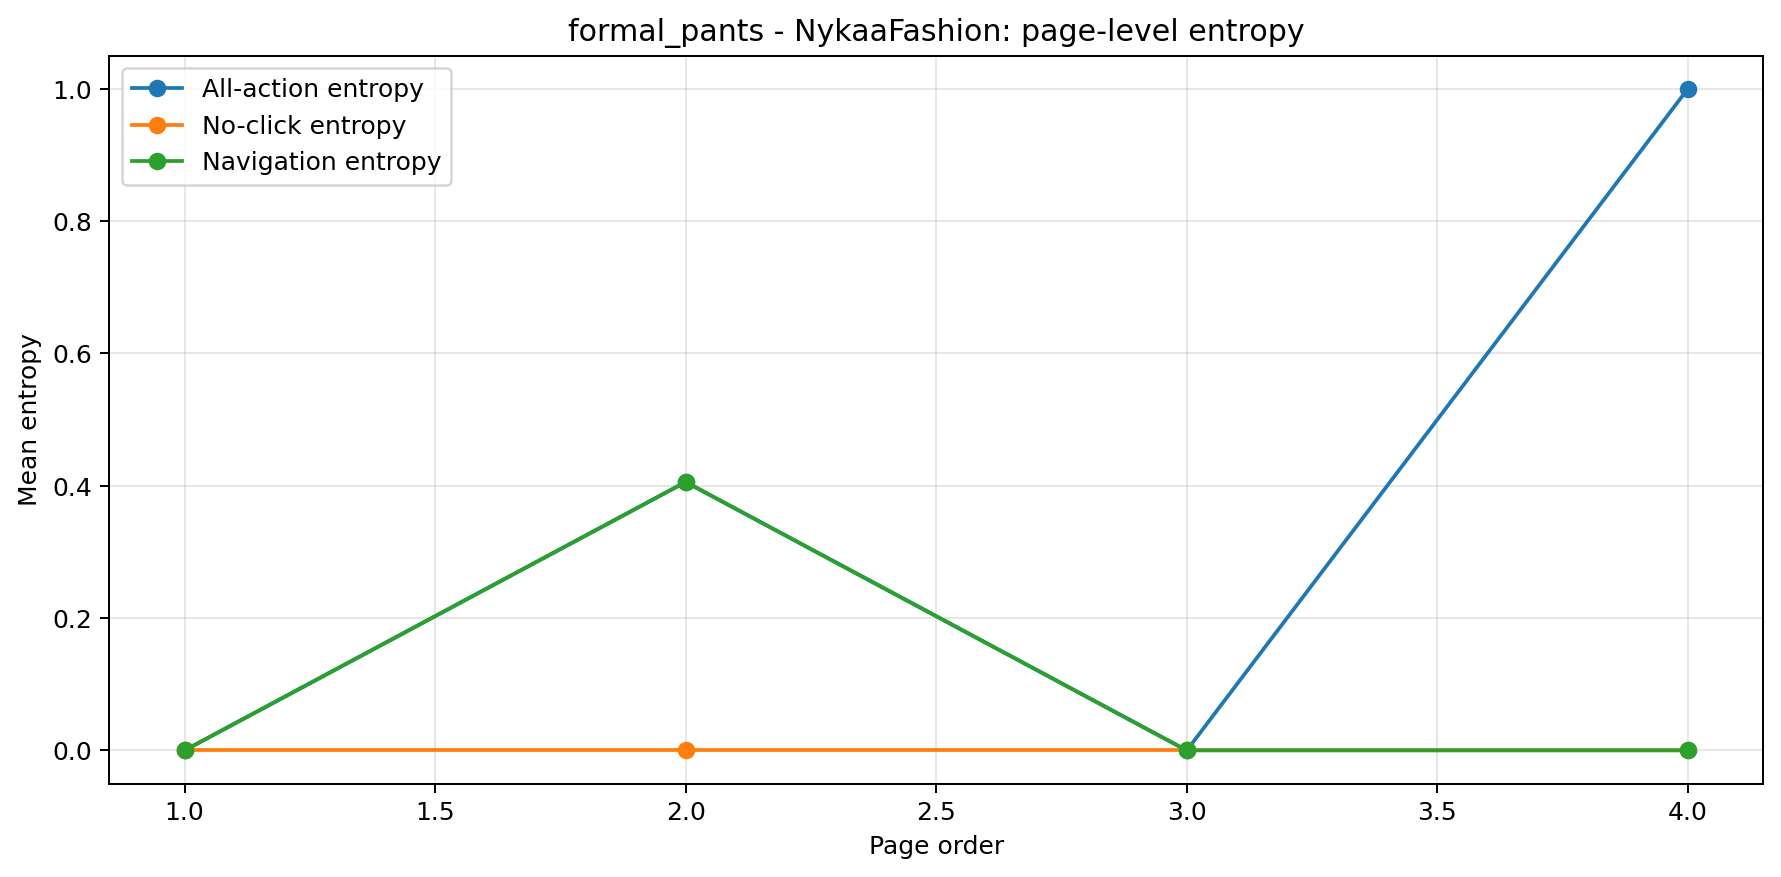 formal_pants - NykaaFashion: page-level entropy
All-action entropy
No-click entropy
Navigation entropy
Mean entropy
1.0
0.8
0.6
0.4
0.2
0.0
1.0 1.5 2.0 2.5 3.0 3.5 4.0
Page order